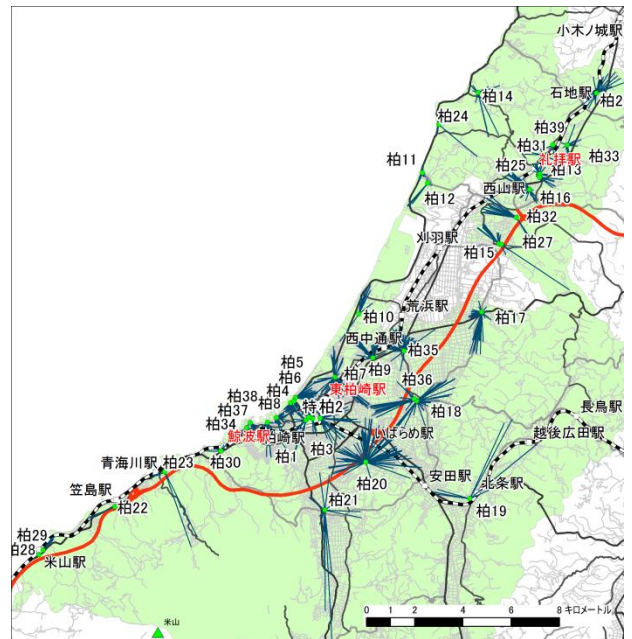 小木ノ城駅
石地駅
柏2
柏14
柏24
柏39
柏31
礼拝駅
柏33
柏11
柏25
柏13
柏12
西山駅
柏16
柏32
刈羽駅
柏27
柏15
荒浜駅
柏10
柏17
西中通駅
柏35
柏5
柏9
柏6
柏7
柏4
東柏崎駅
柏36
柏38
柏8
柏37
特
柏2
柏18
長鳥駅
柏34
鯨波駅
柏崎駅
いばらめ駅
越後広田駅
柏1
柏3
青海川駅
柏23
柏30
安田駅
北条駅
柏20
笠島駅
柏19
柏21
柏22
柏29
柏28
米山駅
米山
0 1 2 4 6 8 キロメートル